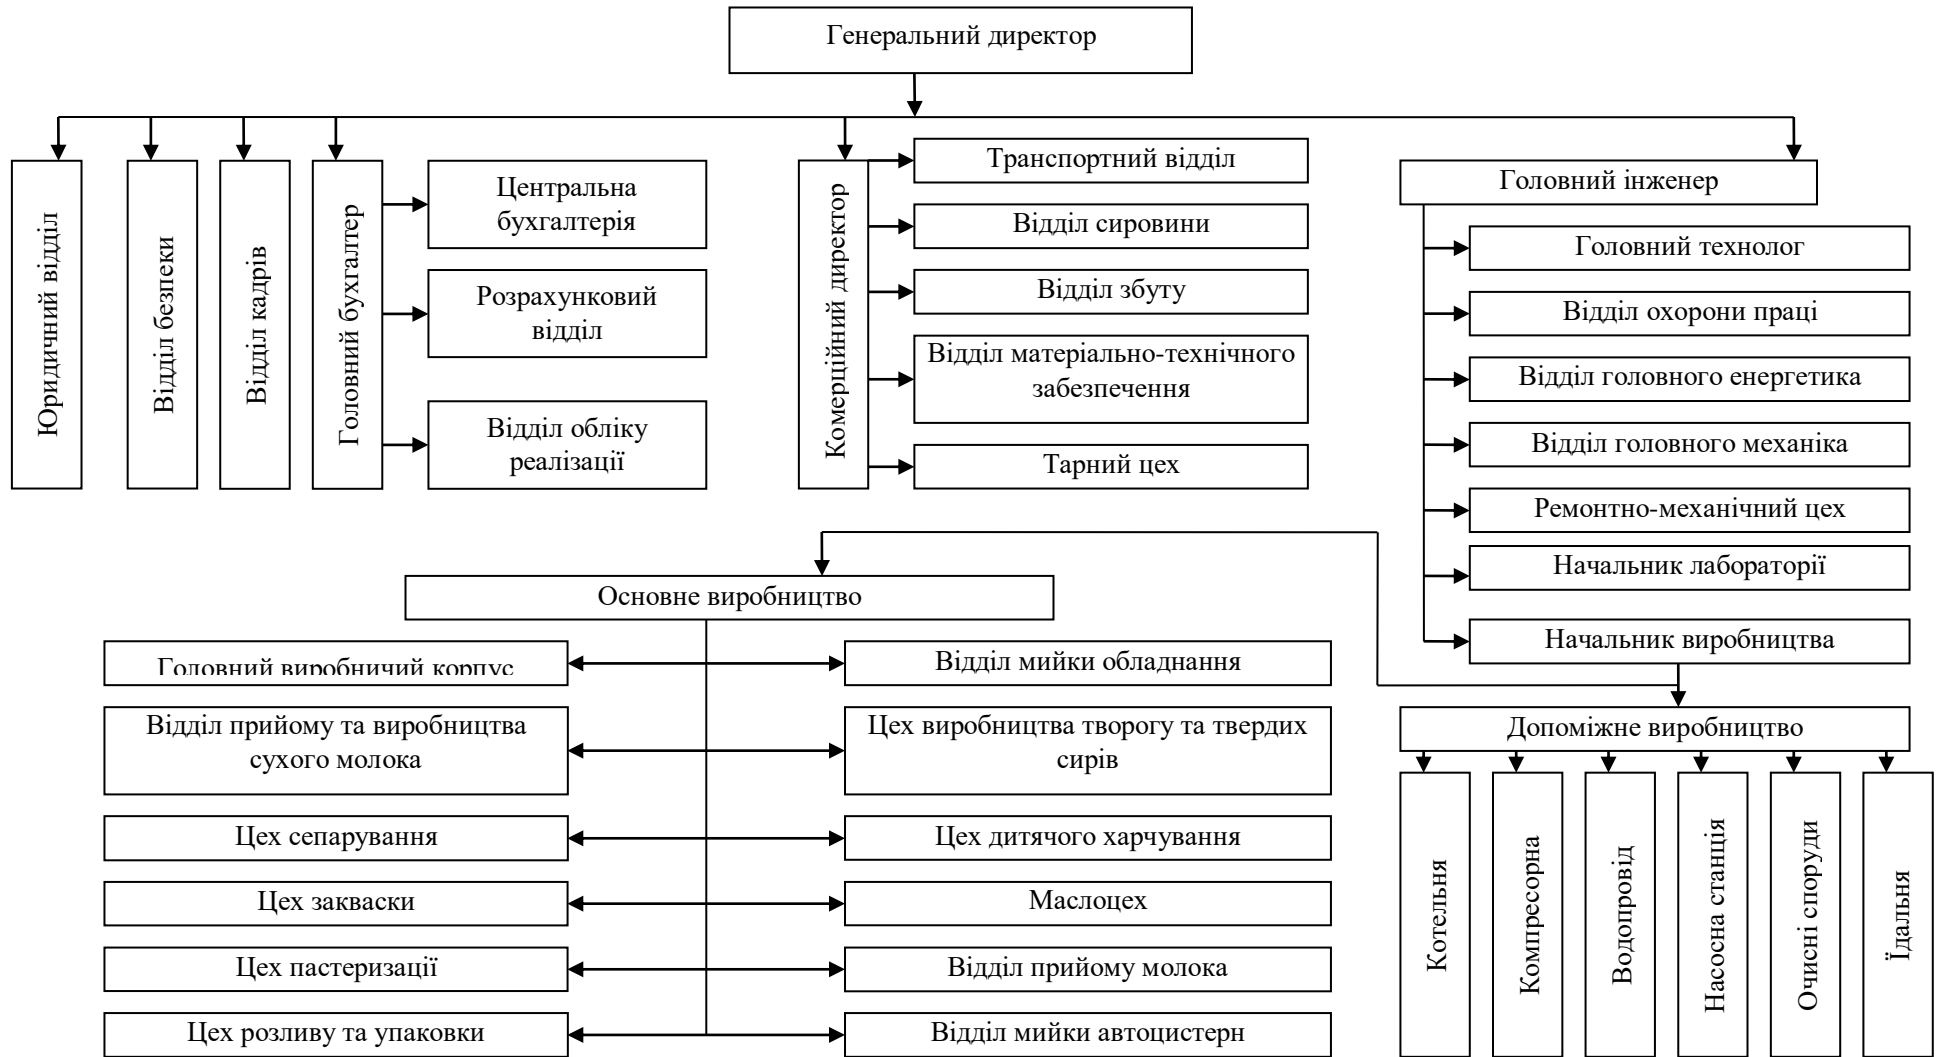 Генеральний директор
Юридичний відділ
Відділ безпеки
Відділ кадрів
Головний бухгалтер
Центральна
бухгалтерія
Розрахунковий
відділ
Відділ обліку
реалізації
Комерційний директор
Транспортний відділ
Відділ сировини
Відділ збуту
Відділ матеріально-технічного
забезпечення
Тарний цех
Головний інженер
Головний технолог
Відділ охорони праці
Відділ головного енергетика
Відділ головного механіка
Ремонтно-механічний цех
Начальник лабораторії
Начальник виробництва
Основне виробництво
Головний виробничий корпус
Відділ мийки обладнання
Відділ прийому та виробництва
сухого молока
Цех виробництва творогу та твердих
сирів
Цех сепарування
Цех дитячого харчування
Цех закваски
Маслоцех
Цех пастеризації
Відділ прийому молока
Цех розливу та упаковки
Відділ мийки автоцистерн
Допоміжне виробництво
Котельня
Компресорна
Водопровід
Насосна станція
Очисні споруди
Їдальня